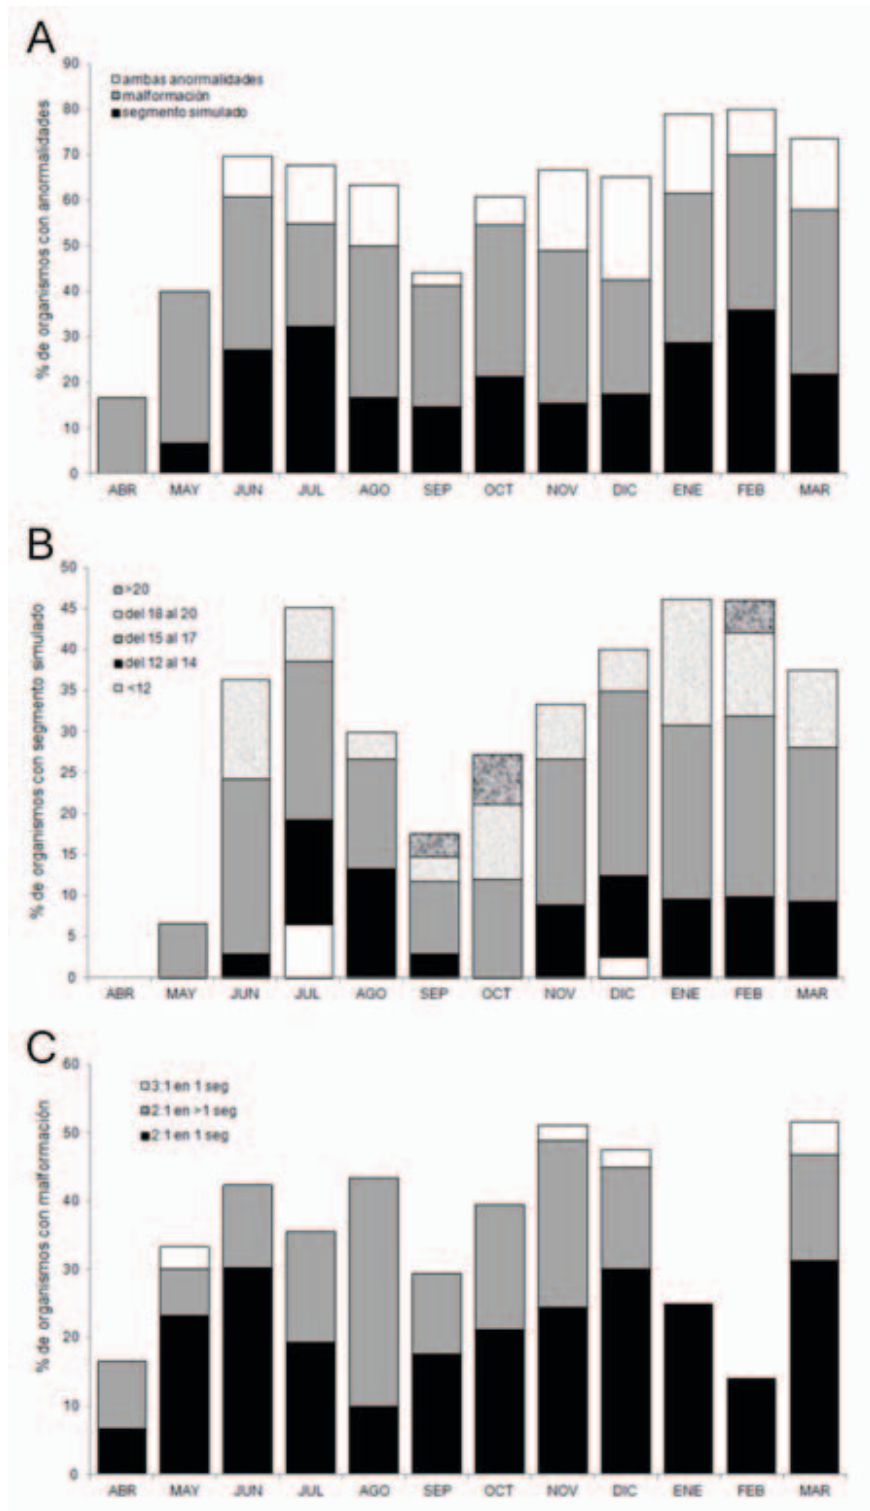 A
90
80
70
60
50
40
30
20
10
0
% de organismos con anormalidades
ambas anormalidades
malformación
segmento simulado
ABR MAY JUN JUL AGO SEP OCT NOV DIC ENE FEB MAR
B
50
45
40
35
30
25
20
15
10
5
0
% de organismos con segmento simulado
>20
del 18 al 20
del 15 al 17
del 12 al 14
<12
ABR MAY JUN JUL AGO SEP OCT NOV DIC ENE FEB MAR
C
60
50
40
30
20
10
0
% de organismos con malformación
3:1 en 1 seg
2:1 en >1 seg
2:1 en 1 seg
ABR MAY JUN JUL AGO SEP OCT NOV DIC ENE FEB MAR